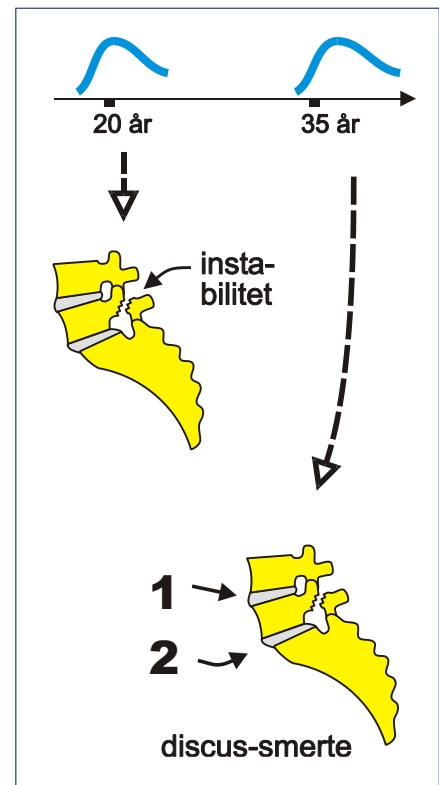 20 år
35 år
insta-
bilitet
1
2
discus-smerte